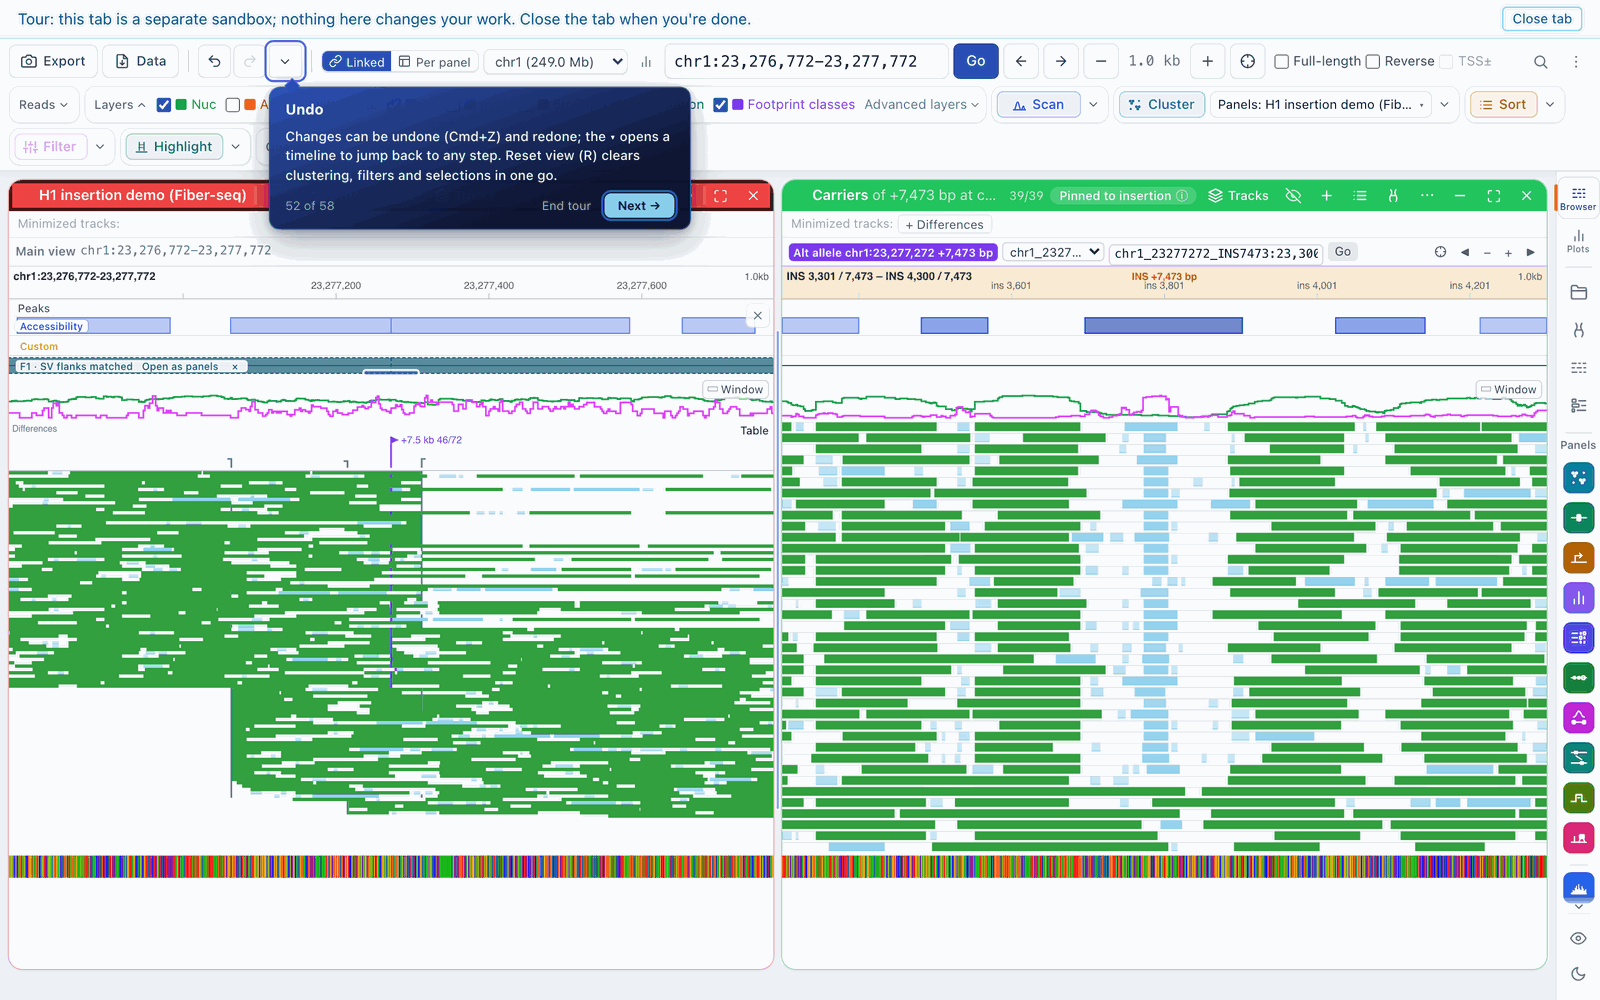 Tour: this tab is a separate sandbox; nothing here changes your work. Close the tab when you're done.
Close tab
Export
Data
Linked
Per panel
chr1 (249.0 Mb)
chr1:23,276,772–23,277,772
Go
1.0 kb
Full-length
Reverse
TSS±
Reads
Layers
Nuc
Footprint classes
Advanced layers
Scan
Cluster
Panels: H1 insertion demo (Fib...
Sort
Filter
Highlight
Undo
Changes can be undone (Cmd+Z) and redone; the ▾ opens a
timeline to jump back to any step. Reset view (R) clears
clustering, filters and selections in one go.
52 of 58
End tour
Next →
H1 insertion demo (Fiber-seq)
Minimized tracks:
Main view chr1:23,276,772–23,277,772
chr1:23,276,772-23,277,772
1.0kb
23,277,200
23,277,400
23,277,600
Peaks
Accessibility
Custom
F1 · SV flanks matched Open as panels ×
Window
Differences
Table
+7.5 kb 46/72
Carriers of +7,473 bp at c...
39/39
Pinned to insertion ⓘ
Tracks
Minimized tracks:
+ Differences
Alt allele chr1:23,277,272 +7,473 bp
chr1_2327...
chr1_23277272_INS7473:23,30
Go
INS 3,301 / 7,473 – INS 4,300 / 7,473
INS +7,473 bp
1.0kb
ins 3,601
ins 3,801
ins 4,001
ins 4,201
Window
Browser
Plots
Panels